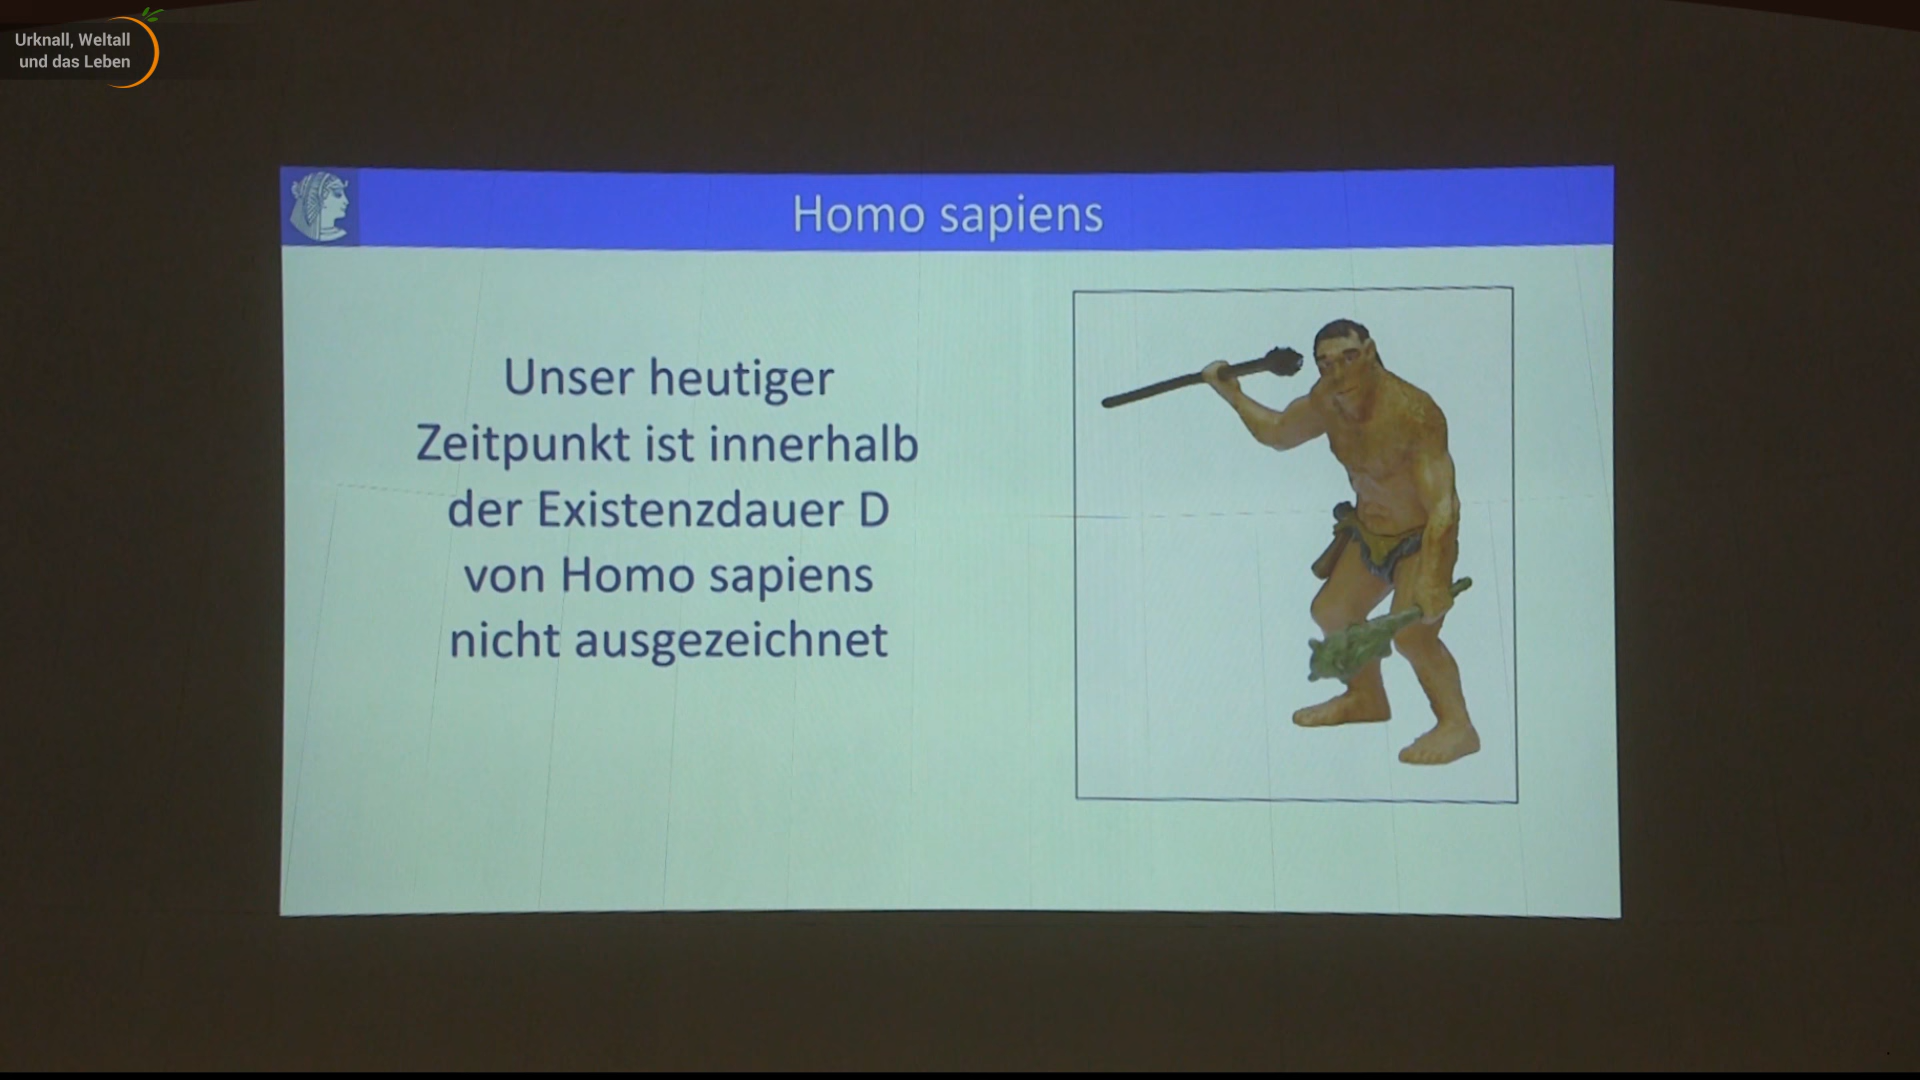 Urknall, Weltall
und das Leben
Homo sapiens
Unser heutiger
Zeitpunkt ist innerhalb
der Existenzdauer D
von Homo sapiens
nicht ausgezeichnet